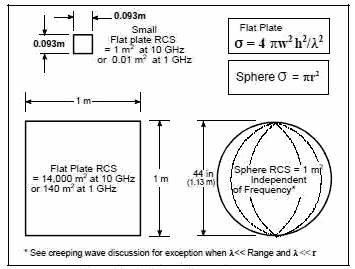 0.093m
Small
Flat plate RCS
= 1 m² at 10 GHz
or 0.01 m² at 1 GHz
0.093m
Flat Plate
σ = 4 πw² h²/λ²
Sphere σ = πr²
1 m
Flat Plate RCS
= 14,000 m² at 10 GHz
or 140 m² at 1 GHz
1 m
44 in
(1.13 m)
Sphere RCS = 1 m²
Independent
of Frequency*
* See creeping wave discussion for exception when λ<< Range and λ << r